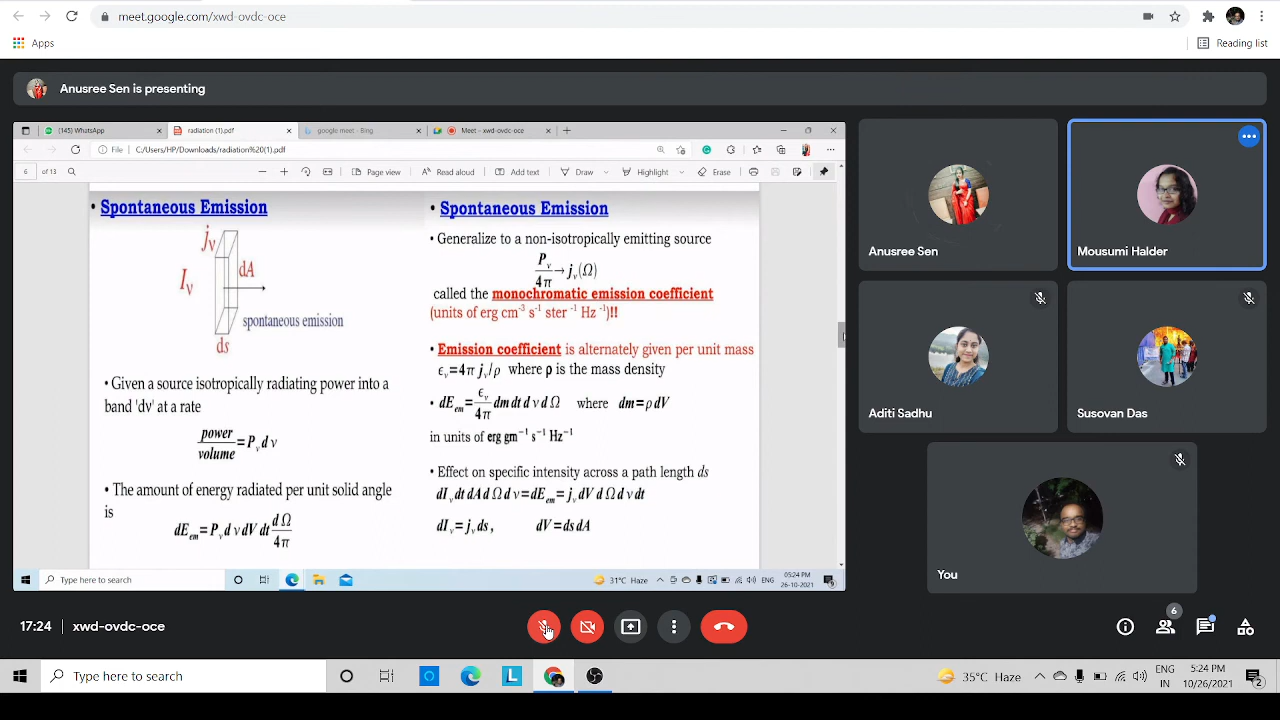 meet.google.com/xwd-ovdc-oce
Apps
Reading list
Anusree Sen is presenting
(145) WhatsApp
radiation (1).pdf
google meet - Bing
Meet – xwd-ovdc-oce
File
C:/Users/HP/Downloads/radiation%20(1).pdf
6 of 13
Page view
Read aloud
Add text
Draw
Highlight
Erase
• Spontaneous Emission
jν
Iν
dA
spontaneous emission
ds
• Given a source isotropically radiating power into a
band 'dν' at a rate
power/volume = Pν d ν
• The amount of energy radiated per unit solid angle
is
dEem = Pν d ν dV dt d Ω/4π
• Spontaneous Emission
• Generalize to a non-isotropically emitting source
Pν/4π → jν(Ω)
called the monochromatic emission coefficient
(units of erg cm⁻³ s⁻¹ ster⁻¹ Hz⁻¹)!!
• Emission coefficient is alternately given per unit mass
ϵν=4π jν/ρ where ρ is the mass density
• dEem = ϵν/4π dm dt d ν d Ω where dm=ρ dV
in units of erg gm⁻¹ s⁻¹ Hz⁻¹
• Effect on specific intensity across a path length ds
dIν dt dA d Ω d ν=dEem= jν dV d Ω d ν dt
dIν= jν ds, dV=ds dA
Type here to search
31°C Haze
ENG
05:24 PM
26-10-2021
Anusree Sen
Mousumi Halder
Aditi Sadhu
Susovan Das
You
17:24
xwd-ovdc-oce
6
Type here to search
35°C Haze
ENG
IN
5:24 PM
10/26/2021
2